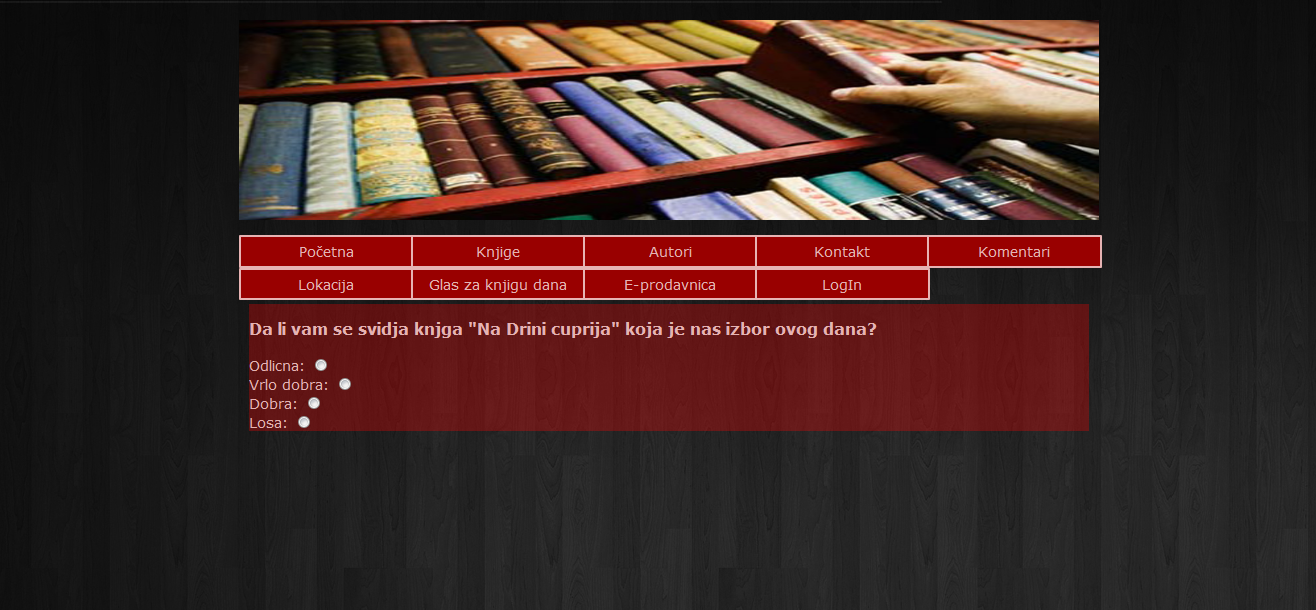 Početna Knjige Autori Kontakt Komentari
Lokacija Glas za knjigu dana E-prodavnica LogIn
Da li vam se svidja knjga "Na Drini cuprija" koja je nas izbor ovog dana?
Odlicna:
Vrlo dobra:
Dobra:
Losa: